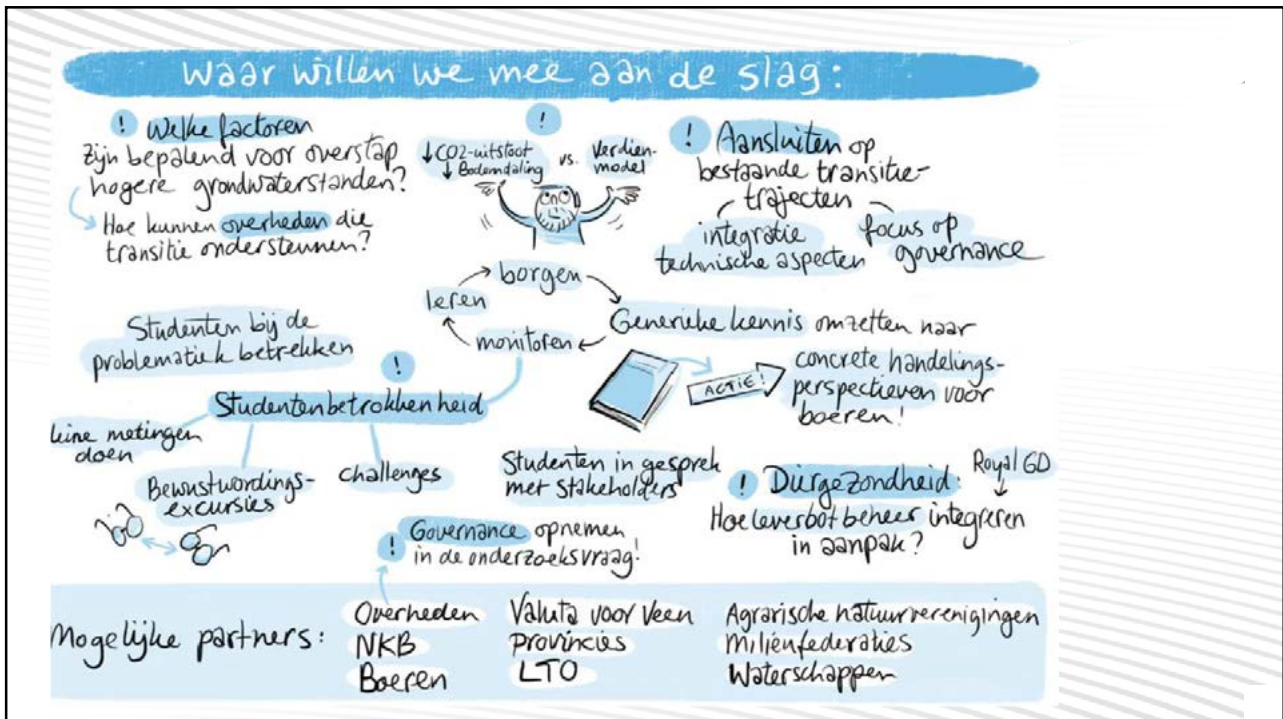 Waar willen we mee aan de slag:
! Welke factoren
zijn bepalend voor overstap
hogere grondwaterstanden?
Hoe kunnen overheden die
transitie ondersteunen?
!
↓CO2-uitstoot
↓Bodemdaling
vs.
Verdien-
model
! Aansluiten op
bestaande transitie-
trajecten
integratie
technische aspecten
focus op
governance
borgen
leren
monitoren
Generieke kennis omzetten naar
ACTIE!
concrete handelings-
perspectieven voor
boeren!
Studenten bij de
problematiek betrekken
!
Studentenbetrokkenheid
leine metingen
doen
Bewustwordings-
excursies
challenges
Studenten in gesprek
met stakeholders
! Governance opnemen
in de onderzoeksvraag!
! Diergezondheid:
Royal GD
Hoe leverbot beheer integreren
in aanpak?
Mogelijke partners:
Overheden
NKB
Boeren
Valuta voor Veen
Provincies
LTO
Agrarische natuurverenigingen
Miliéufederaties
Waterschappen